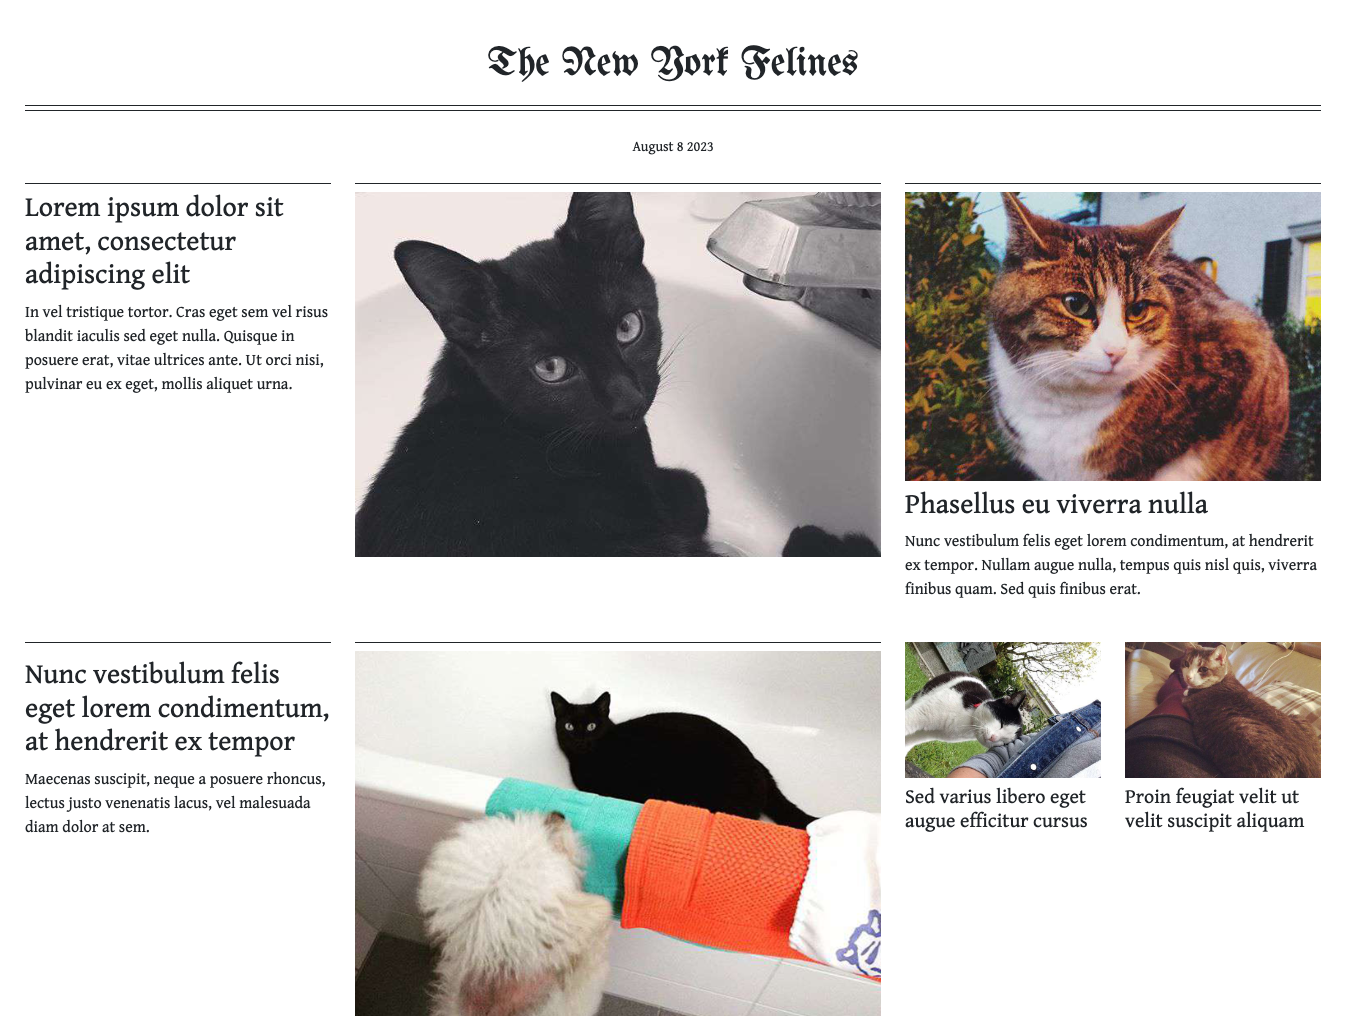 The New York Felines
August 8 2023
Lorem ipsum dolor sit
amet, consectetur
adipiscing elit
In vel tristique tortor. Cras eget sem vel risus
blandit iaculis sed eget nulla. Quisque in
posuere erat, vitae ultrices ante. Ut orci nisi,
pulvinar eu ex eget, mollis aliquet urna.
Phasellus eu viverra nulla
Nunc vestibulum felis eget lorem condimentum, at hendrerit
ex tempor. Nullam augue nulla, tempus quis nisl quis, viverra
finibus quam. Sed quis finibus erat.
Nunc vestibulum felis
eget lorem condimentum,
at hendrerit ex tempor
Maecenas suscipit, neque a posuere rhoncus,
lectus justo venenatis lacus, vel malesuada
diam dolor at sem.
Sed varius libero eget
augue efficitur cursus
Proin feugiat velit ut
velit suscipit aliquam